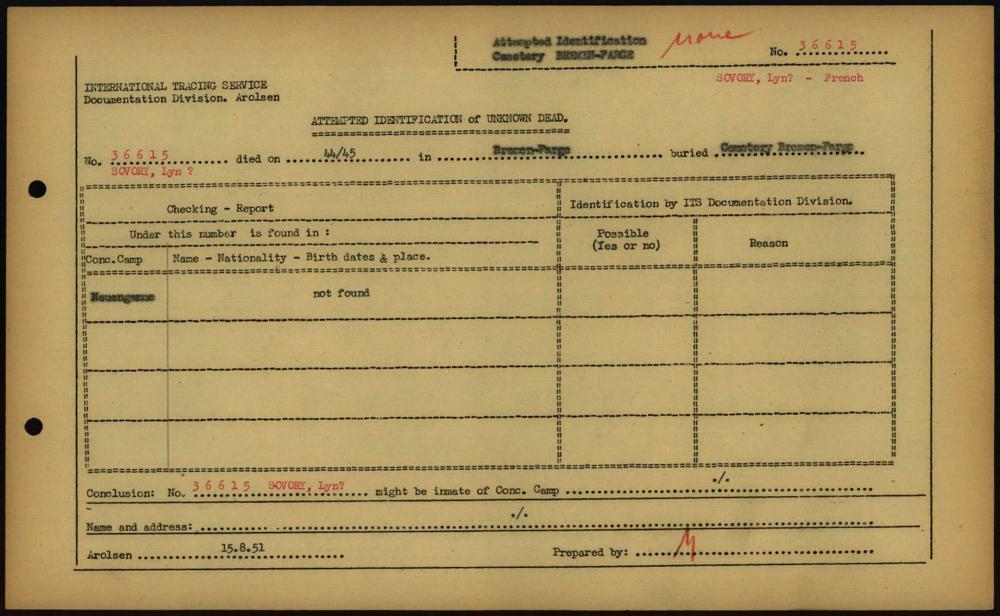 Attempted Identification
Cemetery BREMEN-FARGE
None
No. 36615
SOVORY, Lyn? - French
INTERNATIONAL TRACING SERVICE
Documentation Division. Arolsen
ATTEMPTED IDENTIFICATION of UNKNOWN DEAD.
No. 36615 died on 44/45 in Bremen-Farge buried Cemetery Bremen-Farge
SOVORY, Lyn ?
Checking - Report
Identification by ITS Documentation Division.
Under this number is found in :
Possible
(Yes or no)
Reason
Conc.Camp
Name - Nationality - Birth dates & place.
Neuengamme
not found
Conclusion: No. 36615 SOVORY, Lyn? might be inmate of Conc. Camp ./.
Name and address: ./.
Arolsen 15.8.51 Prepared by: